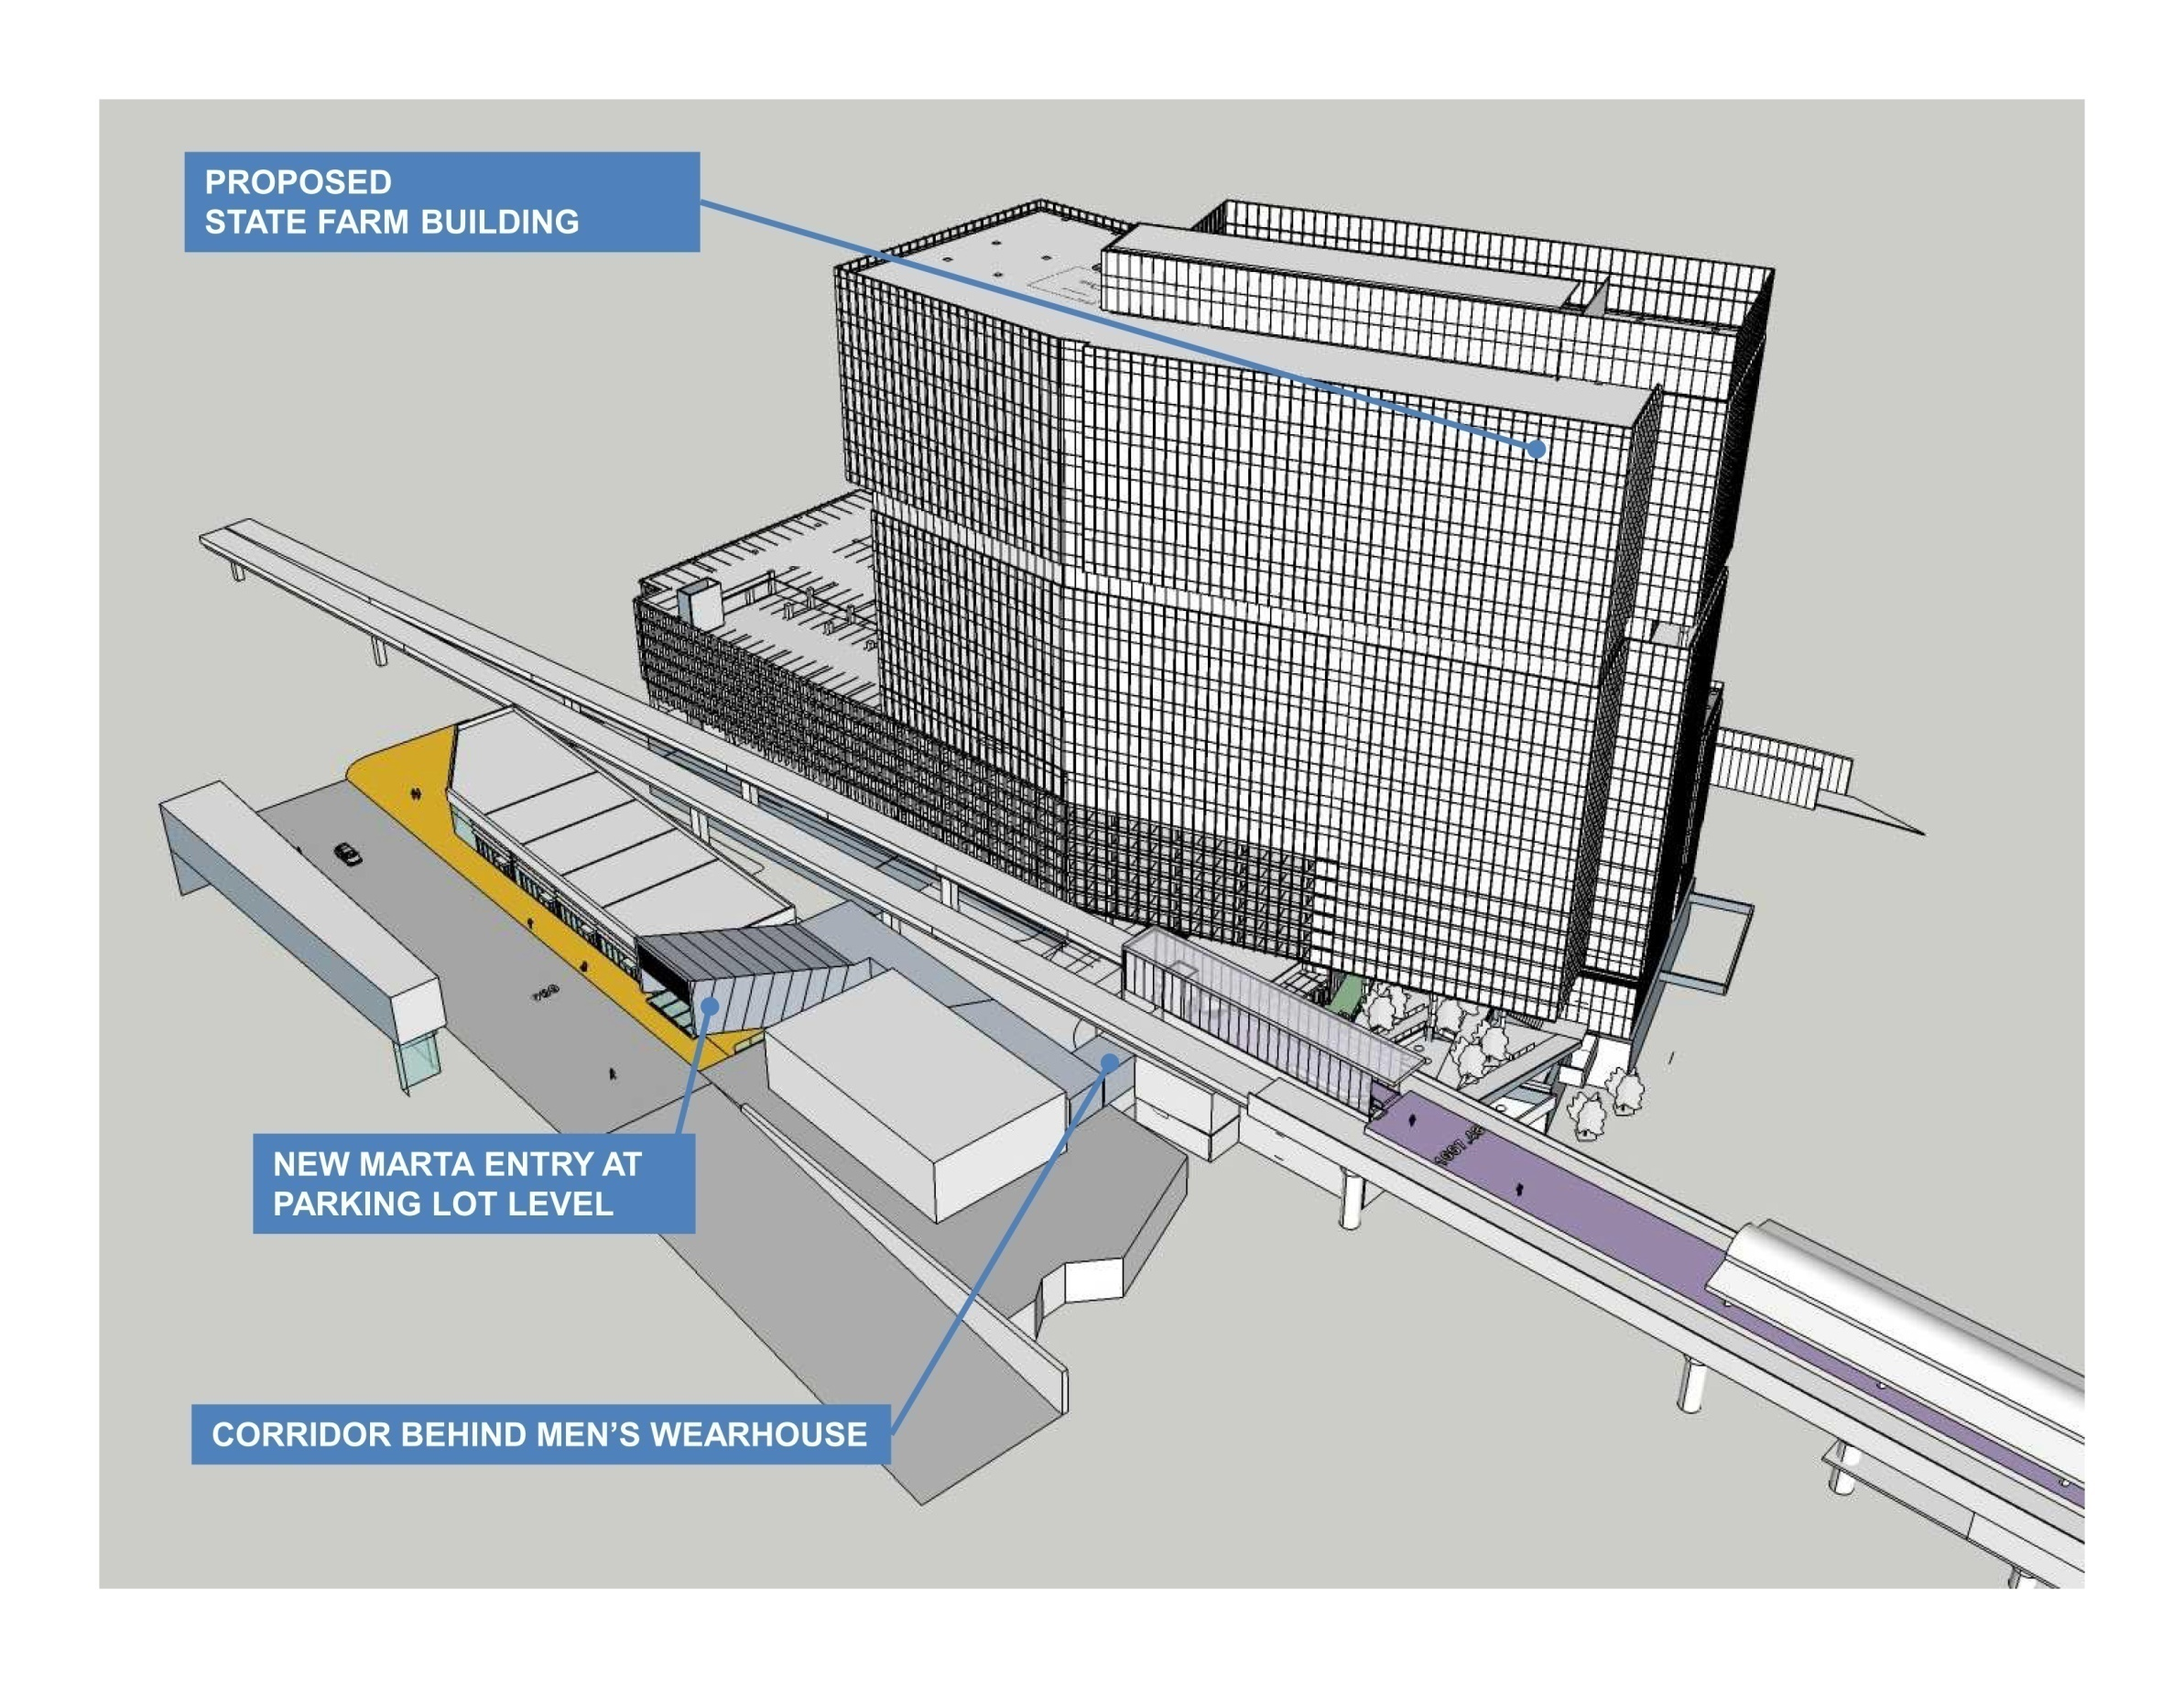 PROPOSED
STATE FARM BUILDING
NEW MARTA ENTRY AT
PARKING LOT LEVEL
CORRIDOR BEHIND MEN'S WEARHOUSE